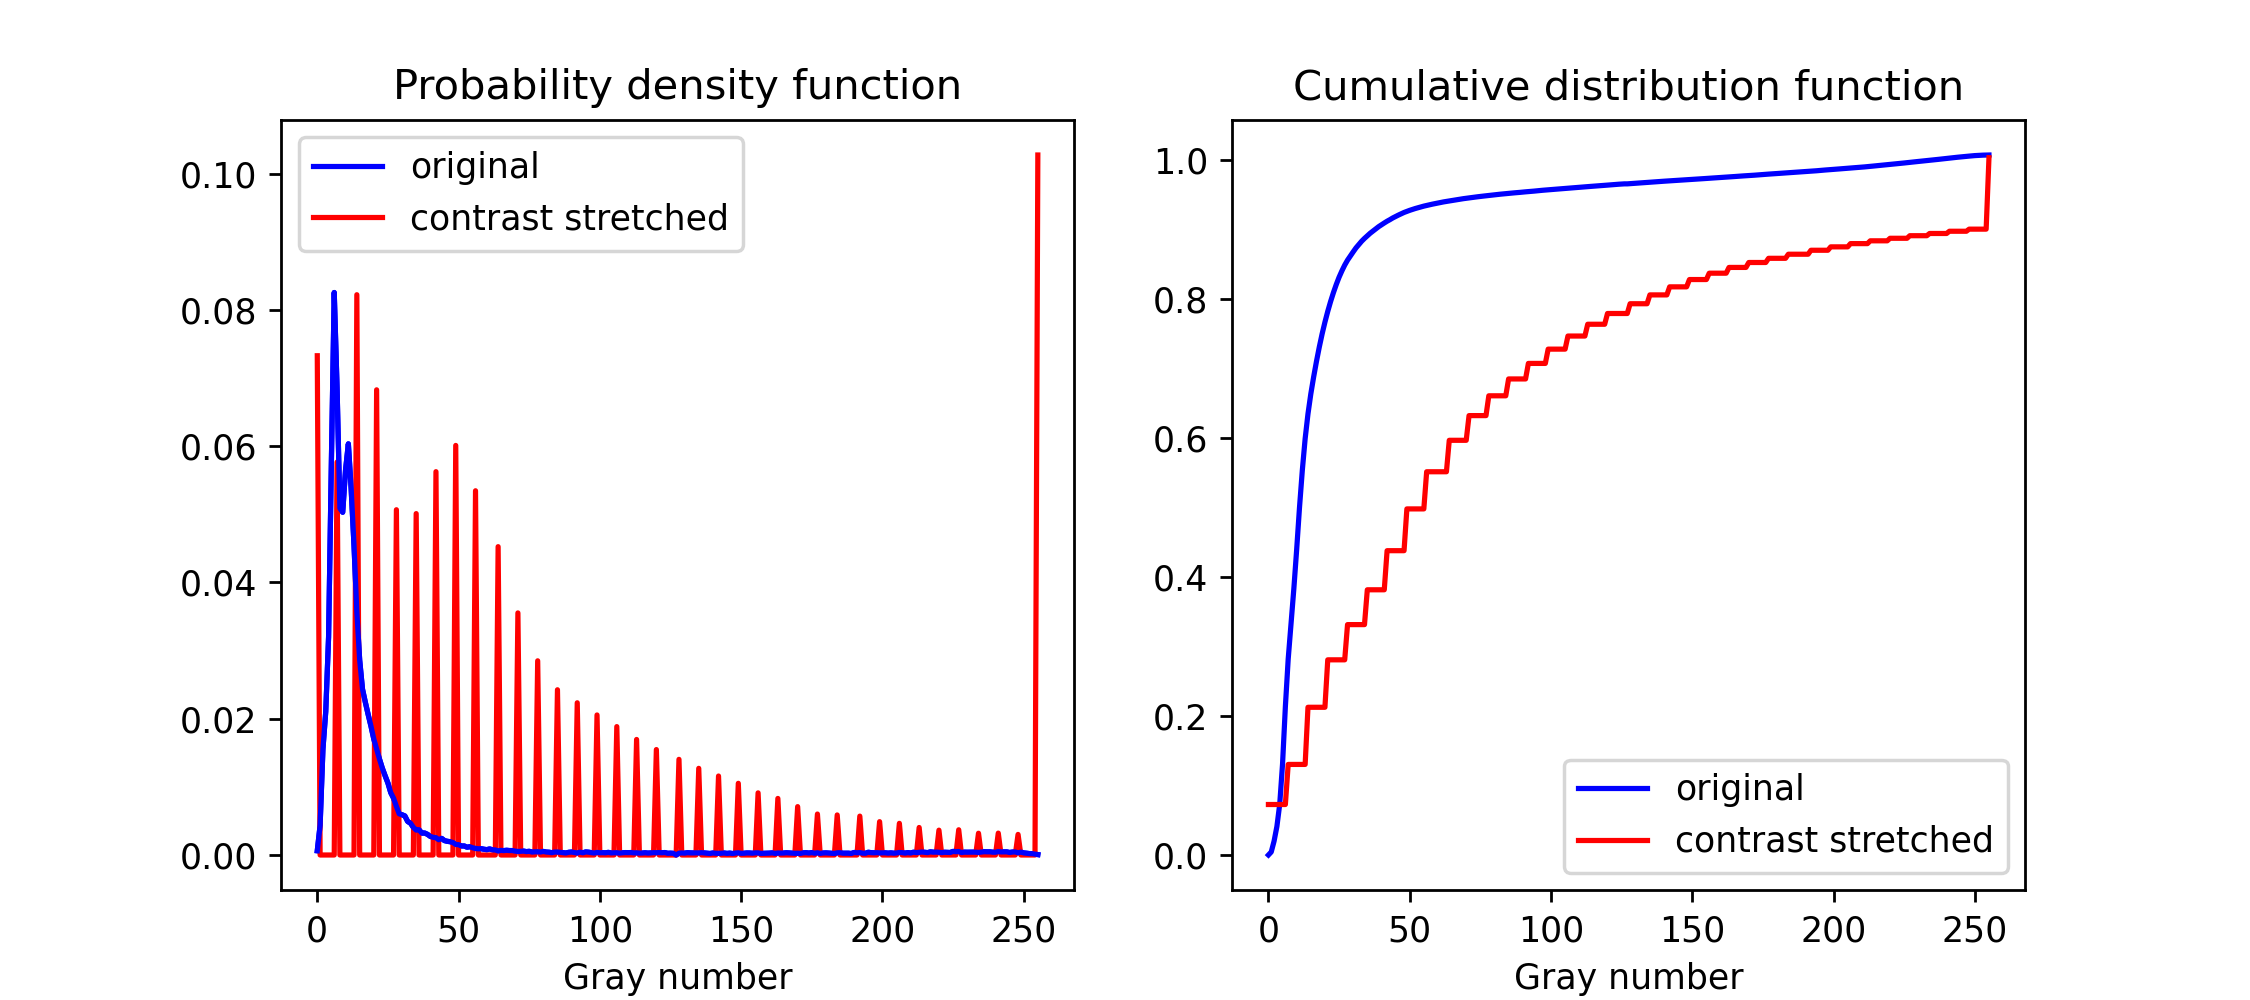 Probability density function
original
contrast stretched
0.10
0.08
0.06
0.04
0.02
0.00
0 50 100 150 200 250
Gray number
Cumulative distribution function
1.0
0.8
0.6
0.4
0.2
0.0
original
contrast stretched
0 50 100 150 200 250
Gray number